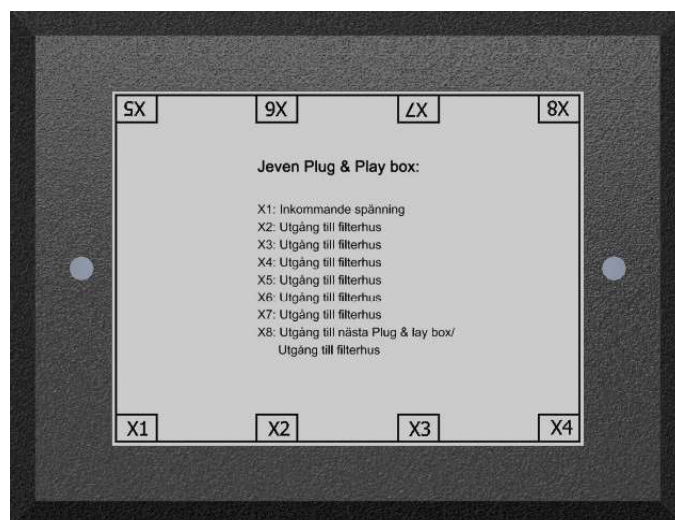 X5 X6 X7 X8
Jeven Plug & Play box:
X1: Inkommande spänning
X2: Utgång till filterhus
X3: Utgång till filterhus
X4: Utgång till filterhus
X5: Utgång till filterhus
X6: Utgång till filterhus
X7: Utgång till filterhus
X8: Utgång till nästa Plug & lay box/
Utgång till filterhus
X1 X2 X3 X4